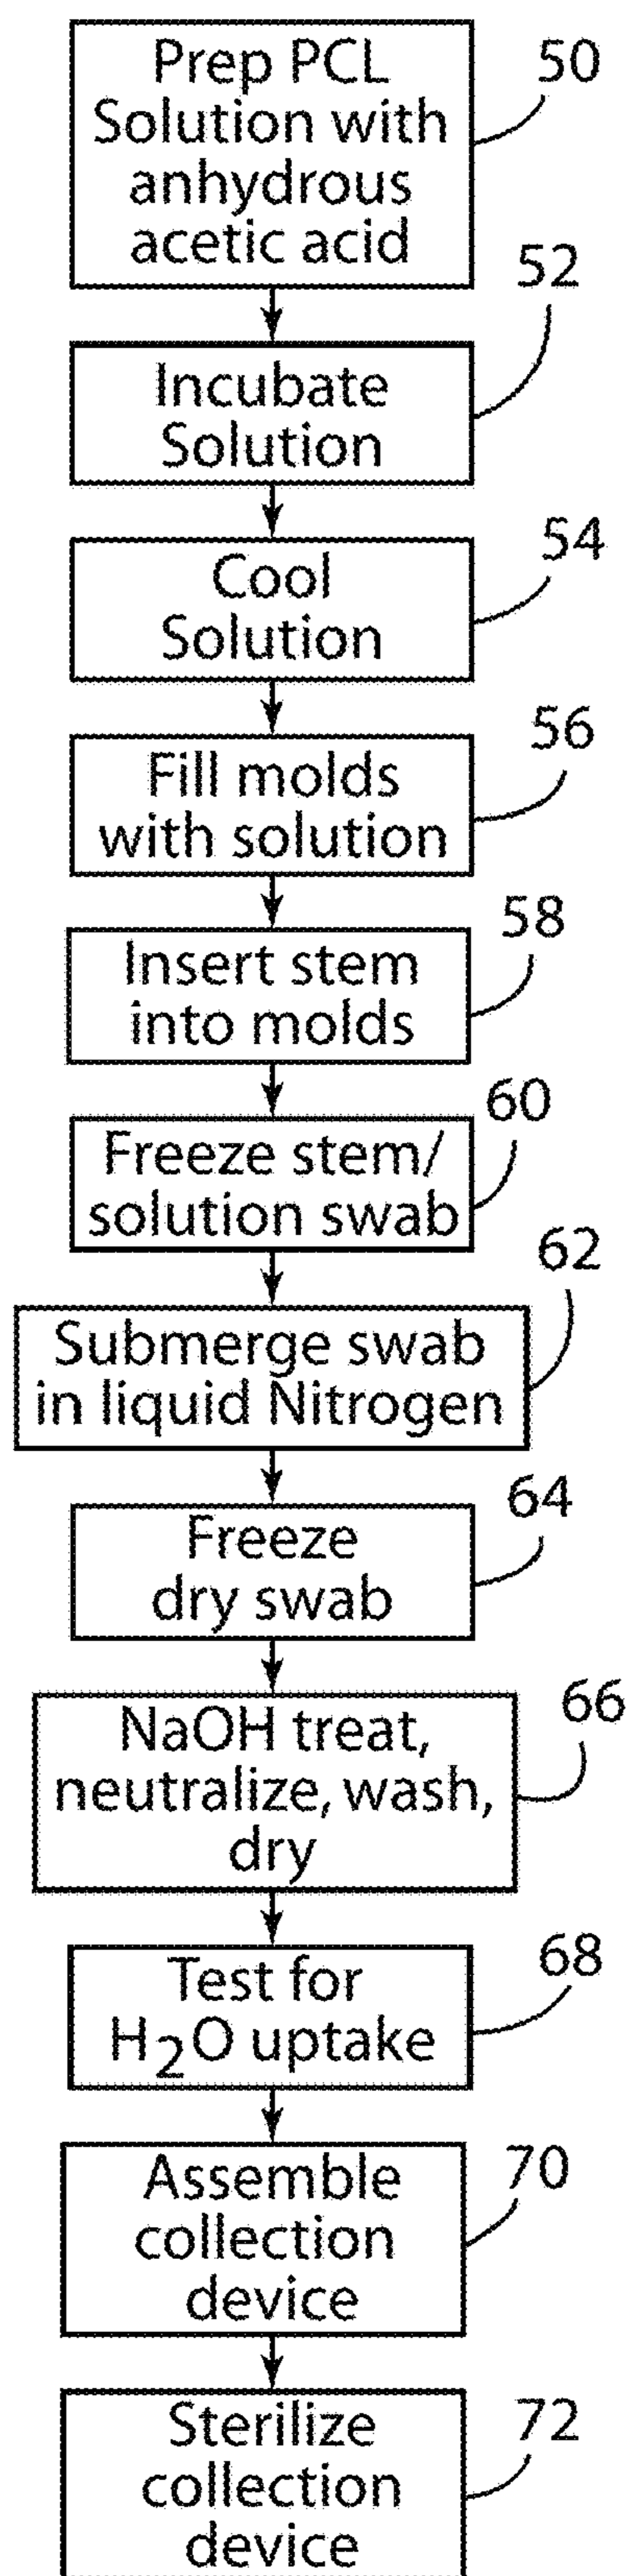 Prep PCL
Solution with
anhydrous
acetic acid
50
Incubate
Solution
52
Cool
Solution
54
Fill molds
with solution
56
Insert stem
into molds
58
Freeze stem/
solution swab
60
Submerge swab
in liquid Nitrogen
62
Freeze
dry swab
64
NaOH treat,
neutralize, wash,
dry
66
Test for
H₂O uptake
68
Assemble
collection
device
70
Sterilize
collection
device
72